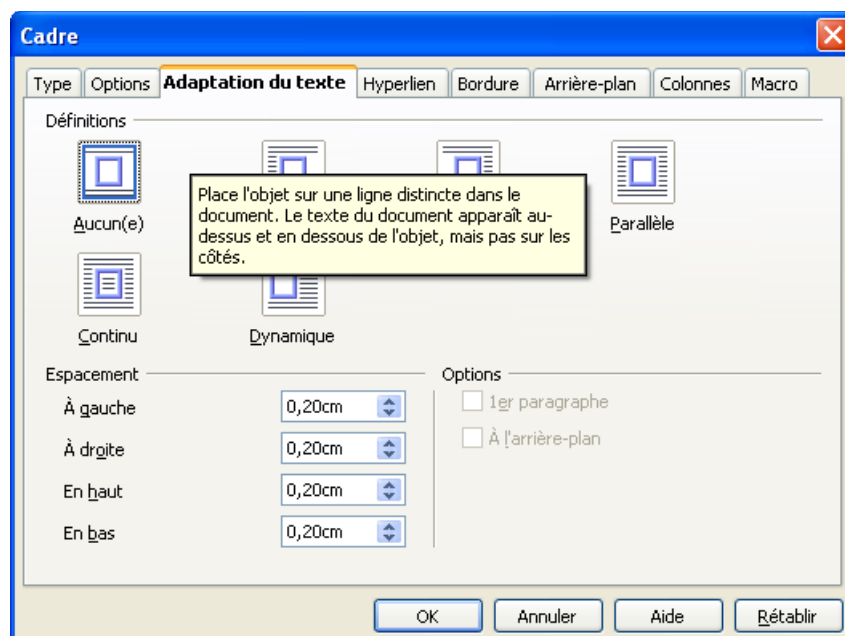 Cadre
Type Options Adaptation du texte Hyperlien Bordure Arrière-plan Colonnes Macro
Définitions
Place l'objet sur une ligne distincte dans le
document. Le texte du document apparaît au-
dessus et en dessous de l'objet, mais pas sur les
côtés.
Aucun(e) Parallèle
Continu Dynamique
Espacement Options
À gauche 0,20cm 1er paragraphe
À droite 0,20cm À l'arrière-plan
En haut 0,20cm
En bas 0,20cm
OK Annuler Aide Rétablir